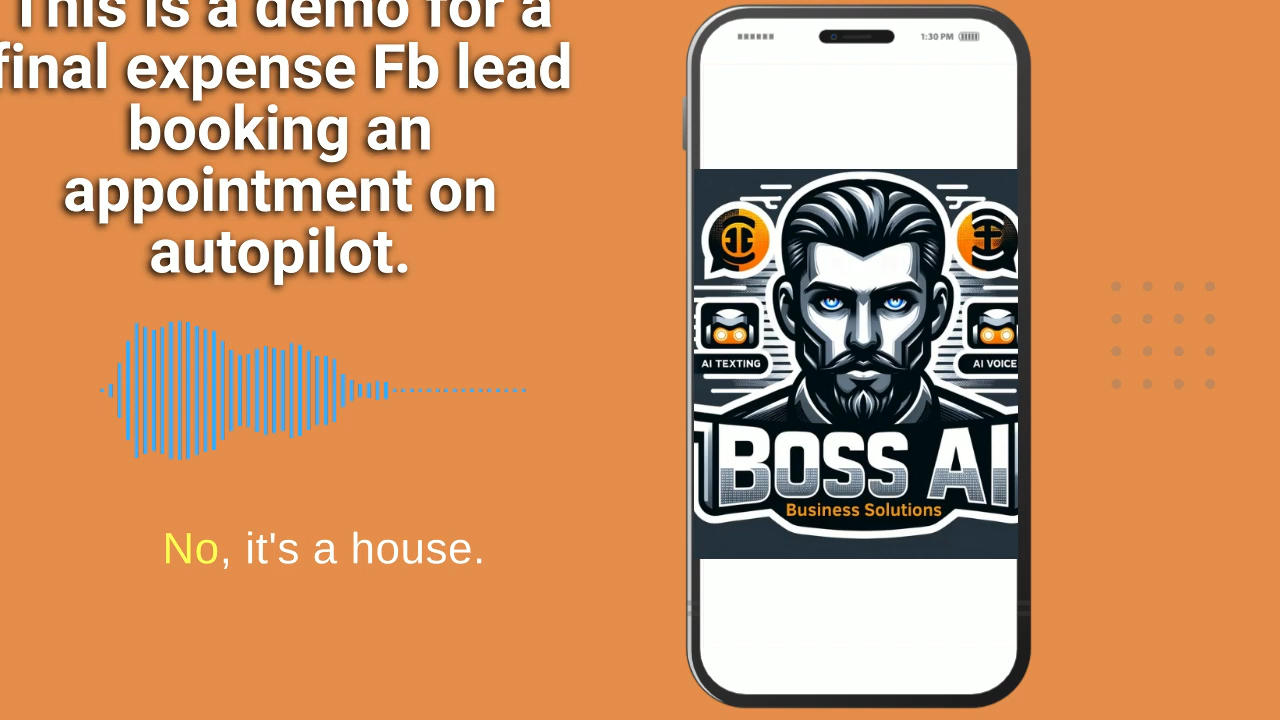 This is a demo for a
final expense Fb lead
booking an
appointment on
autopilot.
No, it's a house.
1:30 PM
AI TEXTING
AI VOICE
BOSS AI
Business Solutions